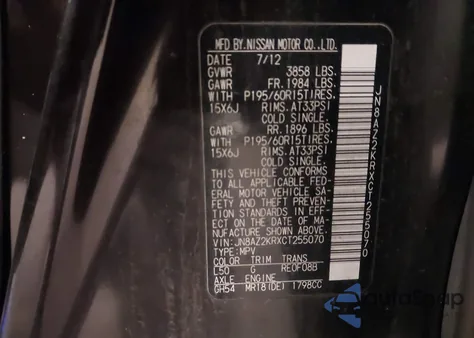 MFD BY.NISSAN MOTOR CO.,LTD.
DATE 7/12
GVWR 3858 LBS.
GAWR FR.1984 LBS.
WITH P195/60R15TIRES.
15X6J RIMS.AT33PSI
COLD SINGLE.
GAWR RR.1896 LBS.
WITH P195/60R15TIRES.
15X6J RIMS.AT33PSI
COLD SINGLE.
THIS VEHICLE CONFORMS
TO ALL APPLICABLE FED-
ERAL MOTOR VEHICLE SA-
FETY AND THEFT PREVEN-
TION STANDARDS IN EFF-
ECT ON THE DATE OF MA-
NUFACTURE SHOWN ABOVE.
VIN:JN8AZ2KRXCT255070
TYPE:MPV
COLOR TRIM TRANS
L50 G RE0F08B
AXLE ENGINE
GH54 MR18(DE) 1798CC
JN8AZ2KRXCT255070